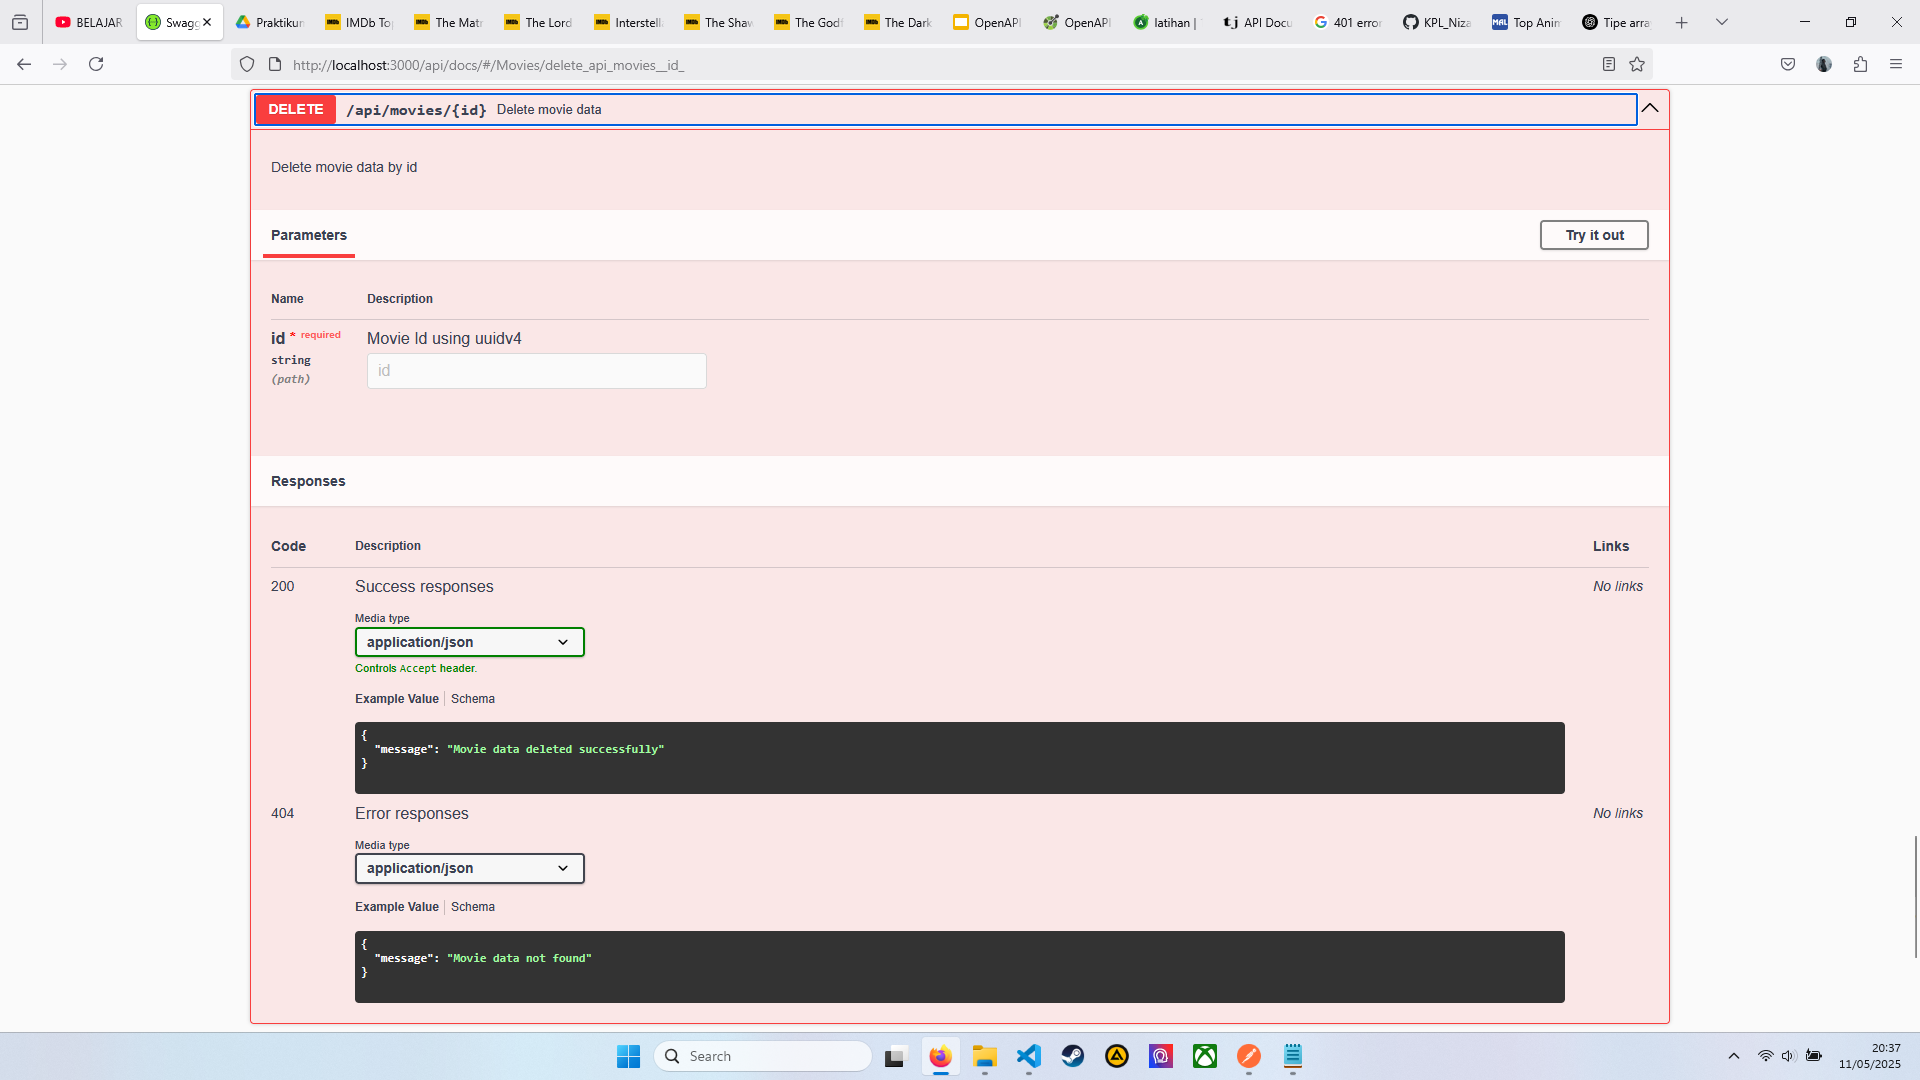 BELAJAR
Swagg
Praktikun
IMDb To
The Matr
The Lord
Interstell
The Shaw
The Godf
The Dark
OpenAPI
OpenAPI
latihan |
tj API Docu
401 error
KPL_Niza
MAL Top Anim
Tipe arra
http://localhost:3000/api/docs/#/Movies/delete_api_movies__id_
DELETE /api/movies/{id} Delete movie data
Delete movie data by id
Parameters
Try it out
Name Description
id * required
string
(path)
Movie Id using uuidv4
id
Responses
Code Description Links
200 Success responses No links
Media type
application/json
Controls Accept header.
Example Value Schema
{
"message": "Movie data deleted successfully"
}
404 Error responses No links
Media type
application/json
Example Value Schema
{
"message": "Movie data not found"
}
Search
20:37
11/05/2025